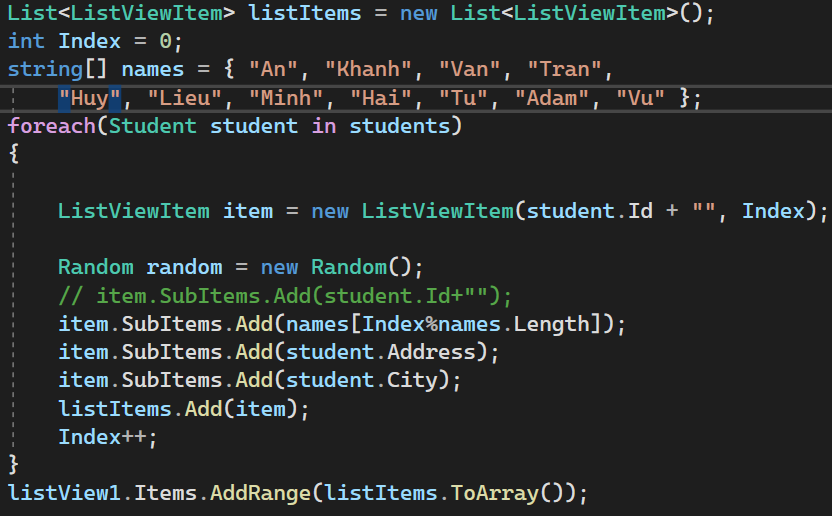 List<ListViewItem> listItems = new List<ListViewItem>();
int Index = 0;
string[] names = { "An", "Khanh", "Van", "Tran",
"Huy", "Lieu", "Minh", "Hai", "Tu", "Adam", "Vu" };
foreach(Student student in students)
{
ListViewItem item = new ListViewItem(student.Id + "", Index);
Random random = new Random();
// item.SubItems.Add(student.Id+"");
item.SubItems.Add(names[Index%names.Length]);
item.SubItems.Add(student.Address);
item.SubItems.Add(student.City);
listItems.Add(item);
Index++;
}
listView1.Items.AddRange(listItems.ToArray());